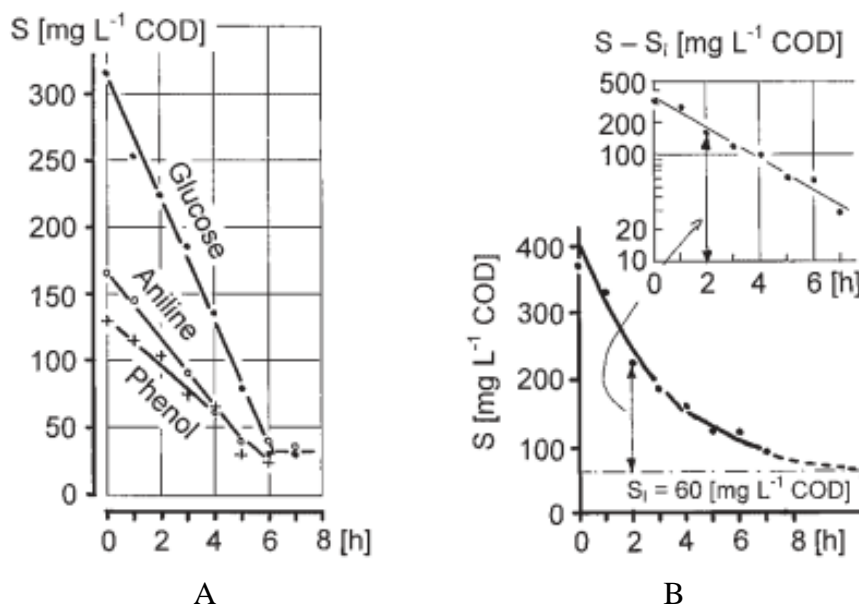 S [mg L⁻¹ COD]
300
250
200
150
100
50
0
Glucose
Aniline
Phenol
0 2 4 6 8 [h]
A
B
S – Sᵢ [mg L⁻¹ COD]
500
200
100
20
10
0 2 4 6 [h]
S [mg L⁻¹ COD]
400
300
200
100
0
Sᵢ = 60 [mg L⁻¹ COD]
0 2 4 6 8 [h]